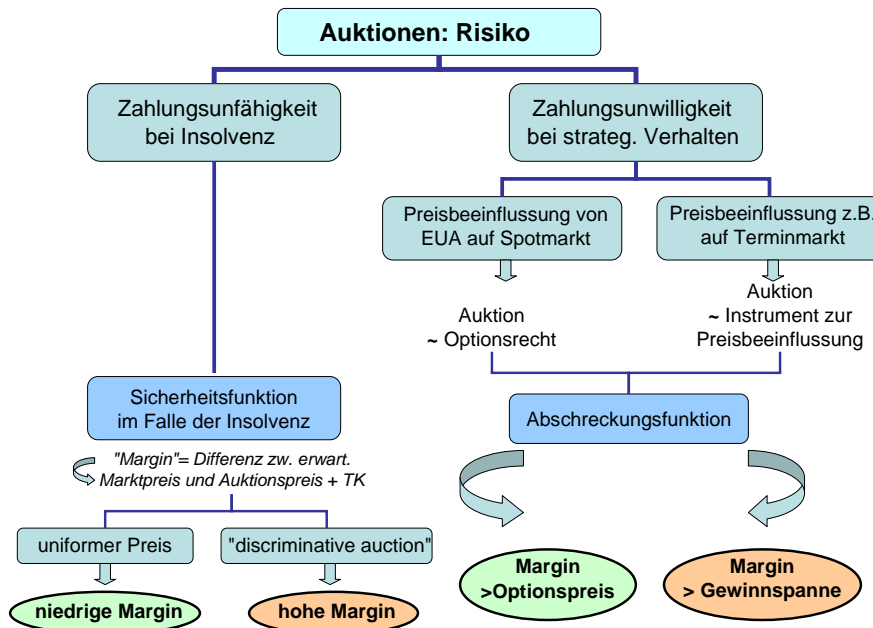 Auktionen: Risiko
Zahlungsunfähigkeit
bei Insolvenz
Zahlungsunwilligkeit
bei strateg. Verhalten
Preisbeeinflussung von
EUA auf Spotmarkt
Preisbeeinflussung z.B.
auf Terminmarkt
Auktion
~ Optionsrecht
Auktion
~ Instrument zur
Preisbeeinflussung
Sicherheitsfunktion
im Falle der Insolvenz
Abschreckungsfunktion
"Margin"= Differenz zw. erwart.
Marktpreis und Auktionspreis + TK
uniformer Preis
"discriminative auction"
niedrige Margin
hohe Margin
Margin
>Optionspreis
Margin
> Gewinnspanne